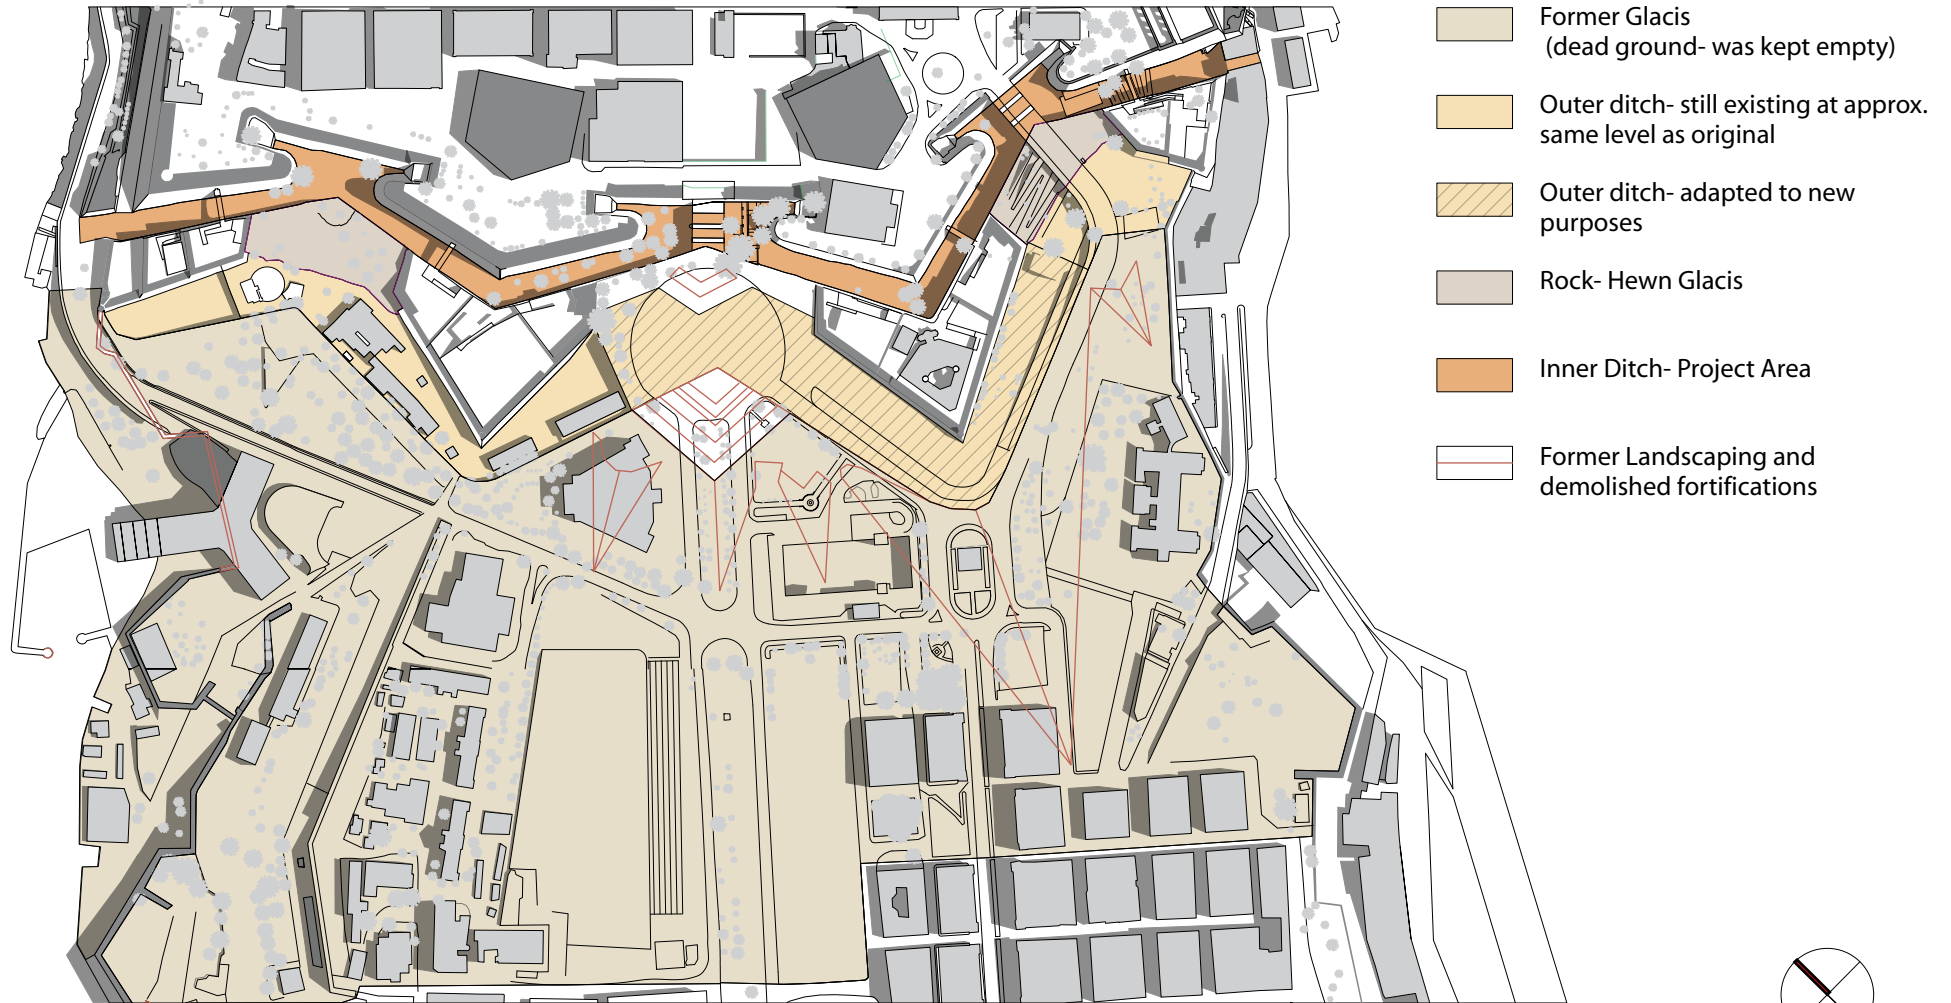 Former Glacis
(dead ground- was kept empty)
Outer ditch- still existing at approx.
same level as original
Outer ditch- adapted to new
purposes
Rock- Hewn Glacis
Inner Ditch- Project Area
Former Landscaping and
demolished fortifications